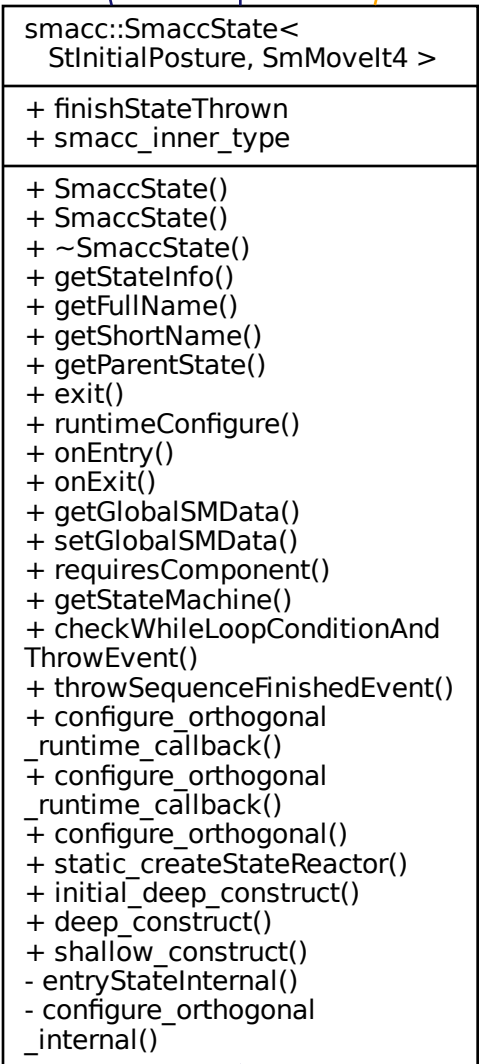 smacc::SmaccState<
StInitialPosture, SmMoveIt4 >
+ finishStateThrown
+ smacc_inner_type
+ SmaccState()
+ SmaccState()
+ ~SmaccState()
+ getStateInfo()
+ getFullName()
+ getShortName()
+ getParentState()
+ exit()
+ runtimeConfigure()
+ onEntry()
+ onExit()
+ getGlobalSMData()
+ setGlobalSMData()
+ requiresComponent()
+ getStateMachine()
+ checkWhileLoopConditionAnd
ThrowEvent()
+ throwSequenceFinishedEvent()
+ configure_orthogonal
_runtime_callback()
+ configure_orthogonal
_runtime_callback()
+ configure_orthogonal()
+ static_createStateReactor()
+ initial_deep_construct()
+ deep_construct()
+ shallow_construct()
- entryStateInternal()
- configure_orthogonal
_internal()